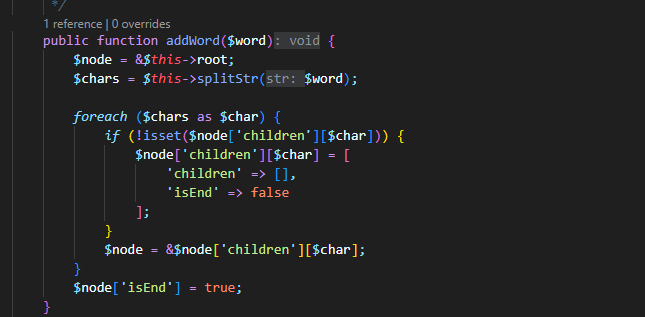 */
1 reference | 0 overrides
public function addWord($word): void {
$node = &$this->root;
$chars = $this->splitStr(str: $word);
foreach ($chars as $char) {
if (!isset($node['children'][$char])) {
$node['children'][$char] = [
'children' => [],
'isEnd' => false
];
}
$node = &$node['children'][$char];
}
$node['isEnd'] = true;
}